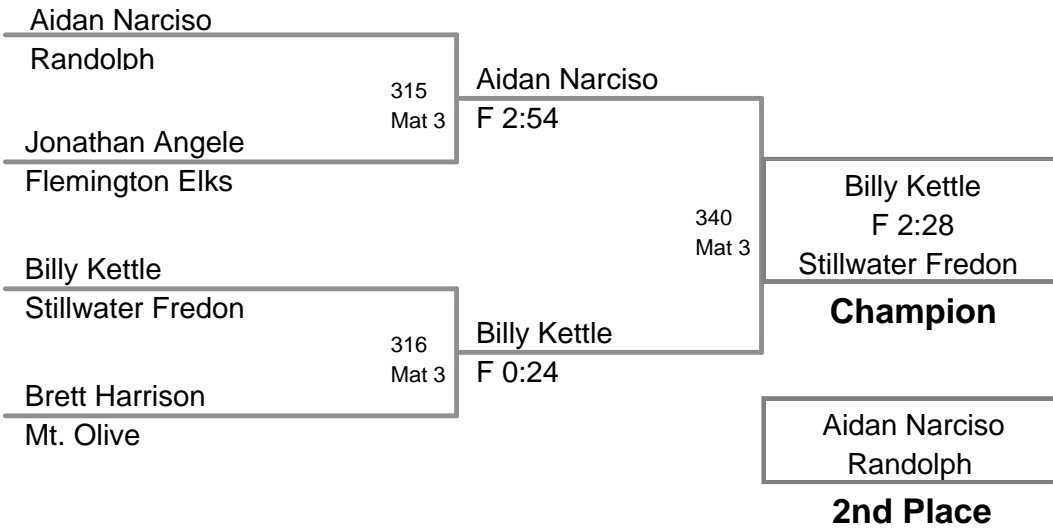 Aidan Narciso
Randolph
315
Mat 3
Jonathan Angele
Flemington Elks
Aidan Narciso
F 2:54
Billy Kettle
Stillwater Fredon
316
Mat 3
Brett Harrison
Mt. Olive
Billy Kettle
F 0:24
340
Mat 3
Billy Kettle
F 2:28
Stillwater Fredon
Champion
Aidan Narciso
Randolph
2nd Place